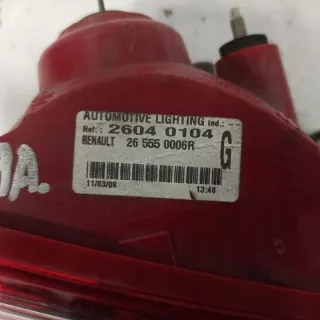 AUTOMOTIVE LIGHTING ind.: --
Ref.: 2604 0104
RENAULT 26 555 0006R G
11/03/08 13:48